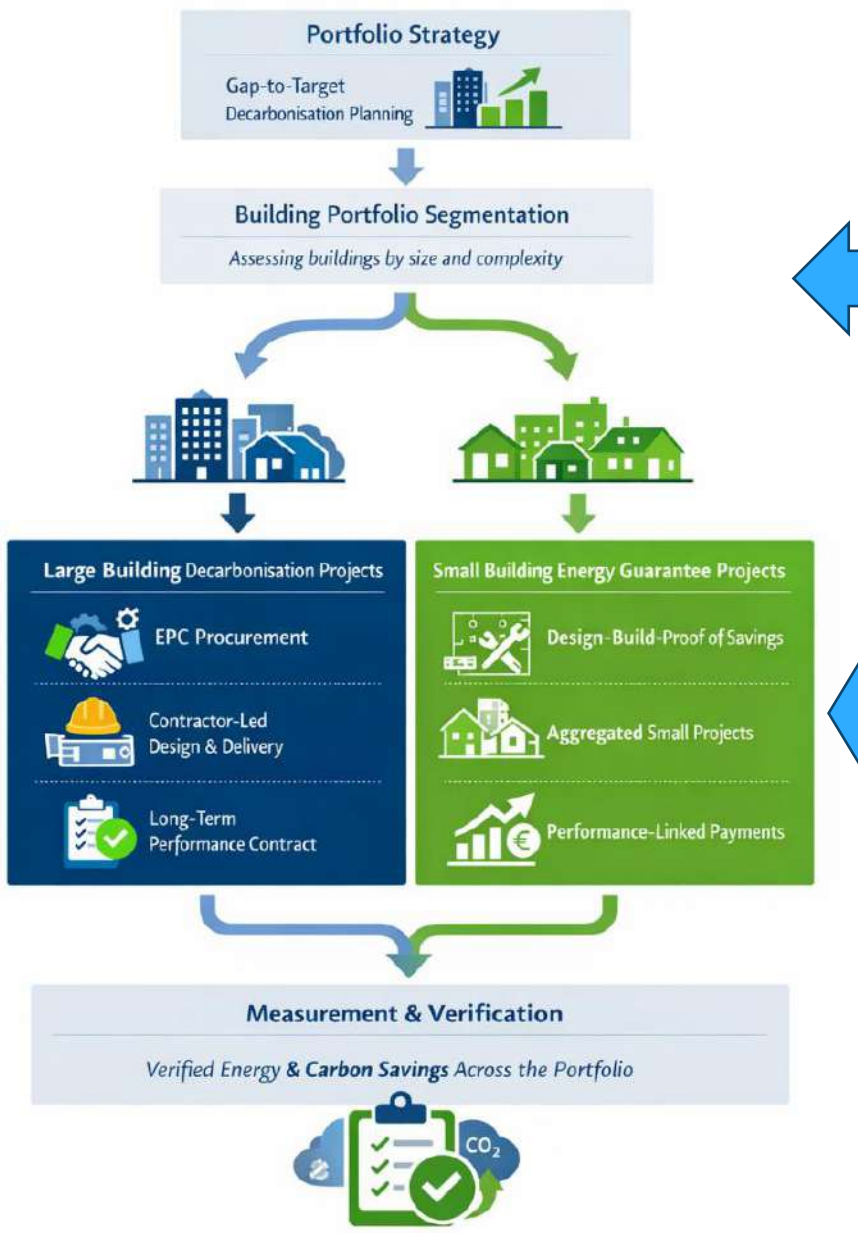 Portfolio Strategy
Gap-to-Target
Decarbonisation Planning
Building Portfolio Segmentation
Assessing buildings by size and complexity
Large Building Decarbonisation Projects
EPC Procurement
Contractor-Led
Design & Delivery
Long-Term
Performance Contract
Small Building Energy Guarantee Projects
Design-Build-Proof of Savings
Aggregated Small Projects
€
Performance-Linked Payments
Measurement & Verification
Verified Energy & Carbon Savings Across the Portfolio
CO₂